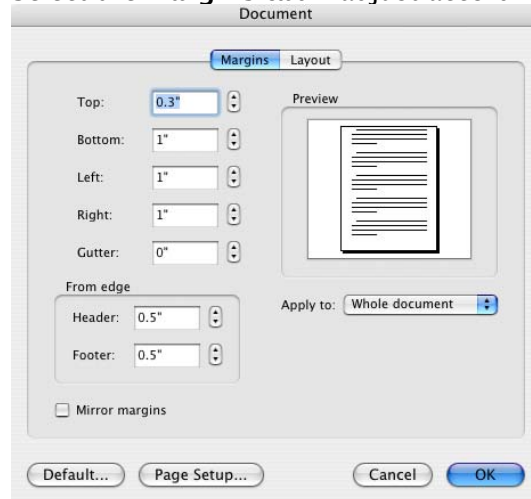 Document
Margins Layout
Top: 0.3"
Preview
Bottom: 1"
Left: 1"
Right: 1"
Gutter: 0"
From edge
Apply to: Whole document
Header: 0.5"
Footer: 0.5"
Mirror margins
Default... Page Setup... Cancel OK